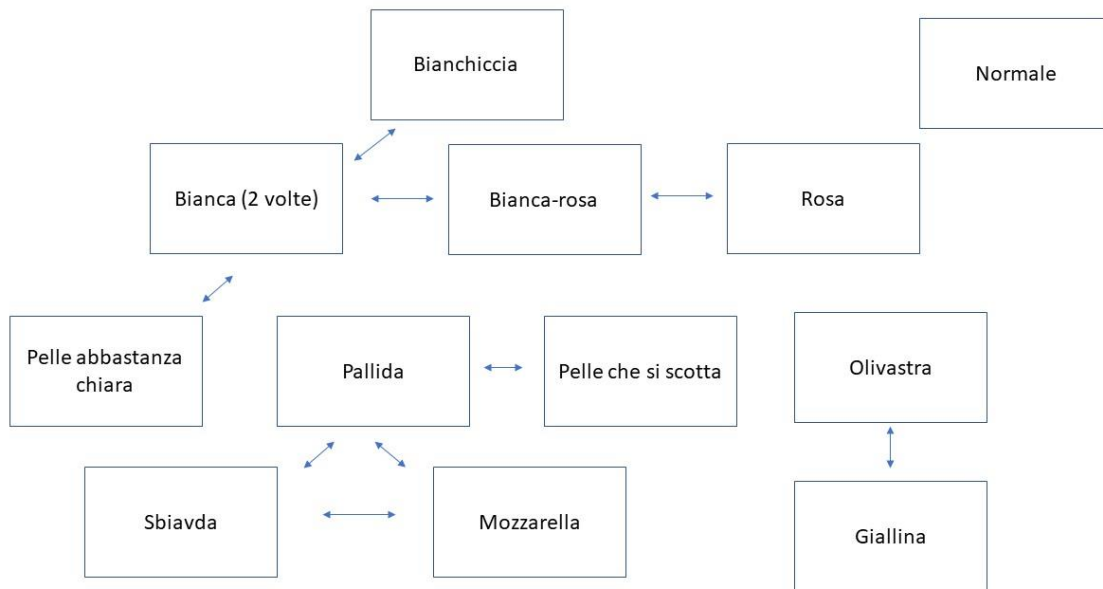 Bianchiccia
Normale
Bianca (2 volte)
Bianca-rosa
Rosa
Pelle abbastanza
chiara
Pallida
Pelle che si scotta
Olivastra
Sbiavda
Mozzarella
Giallina